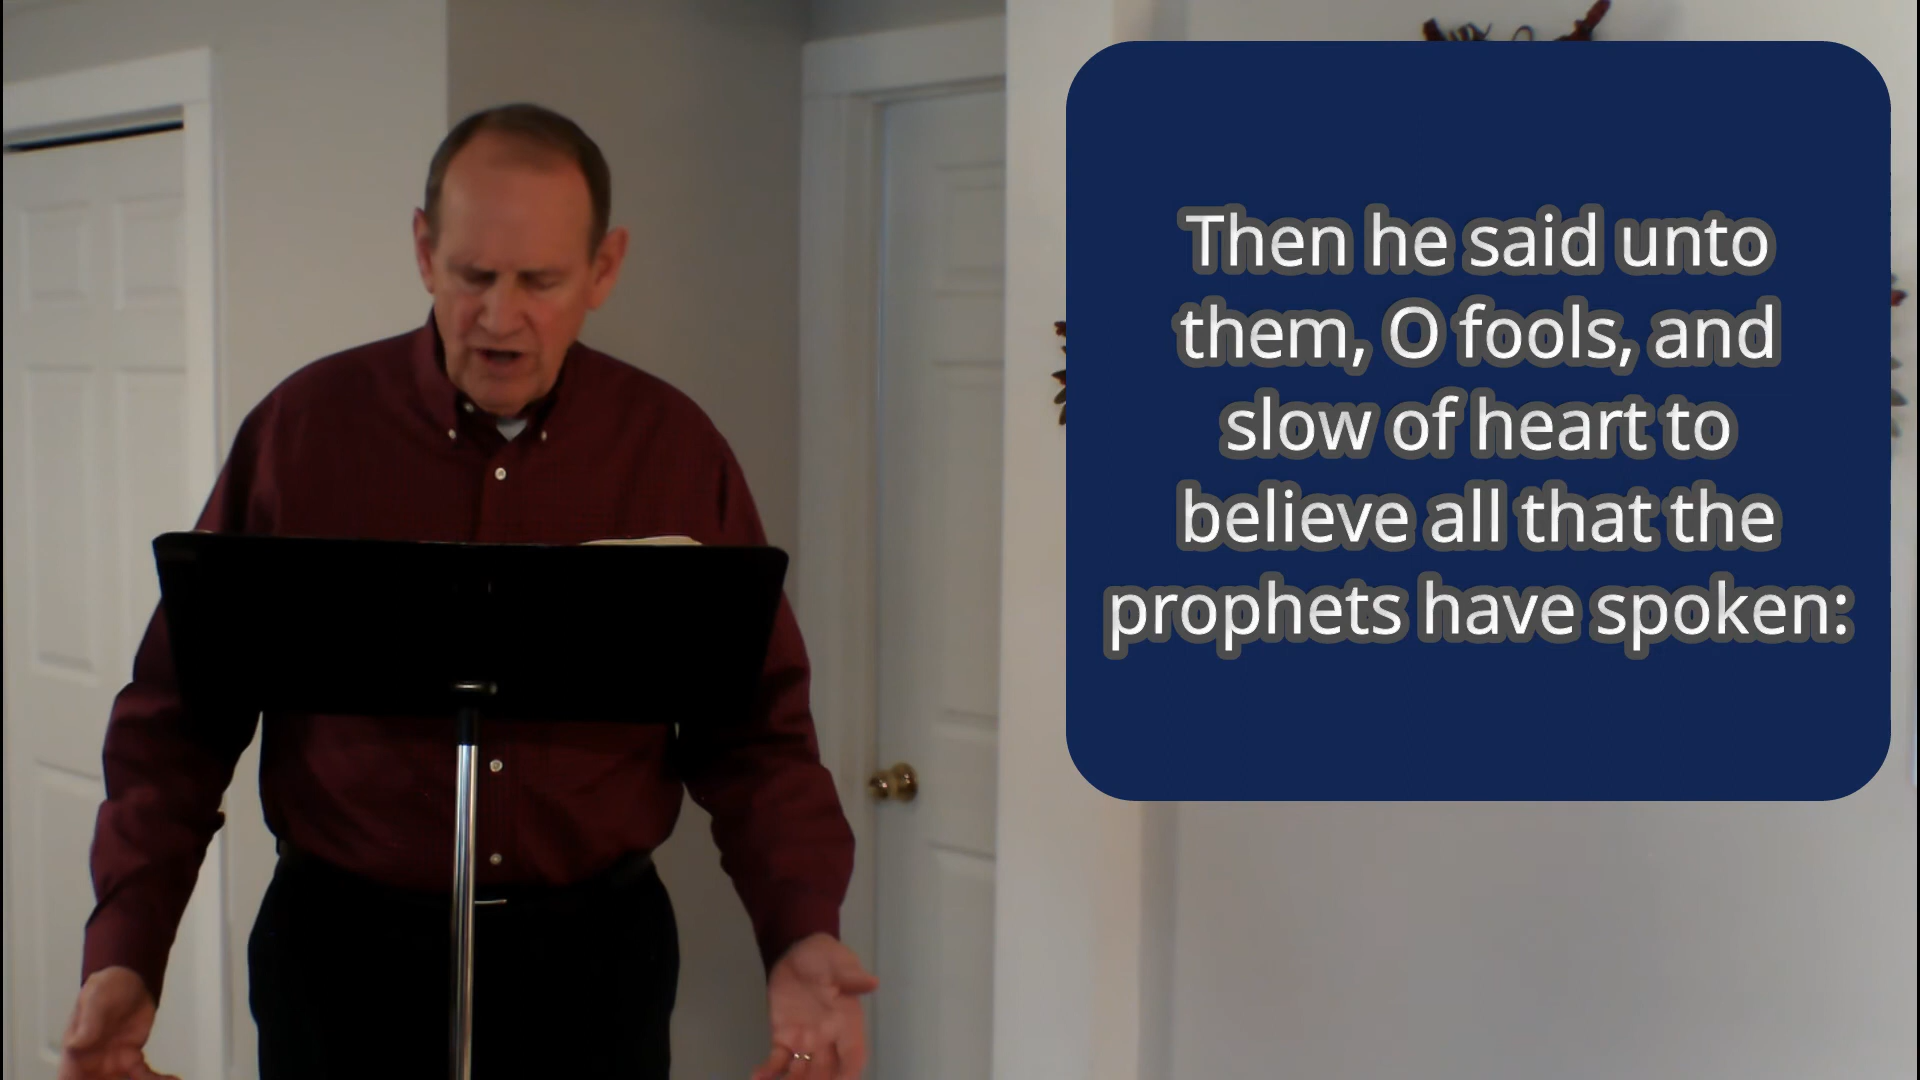 Then he said unto
them, O fools, and
slow of heart to
believe all that the
prophets have spoken: